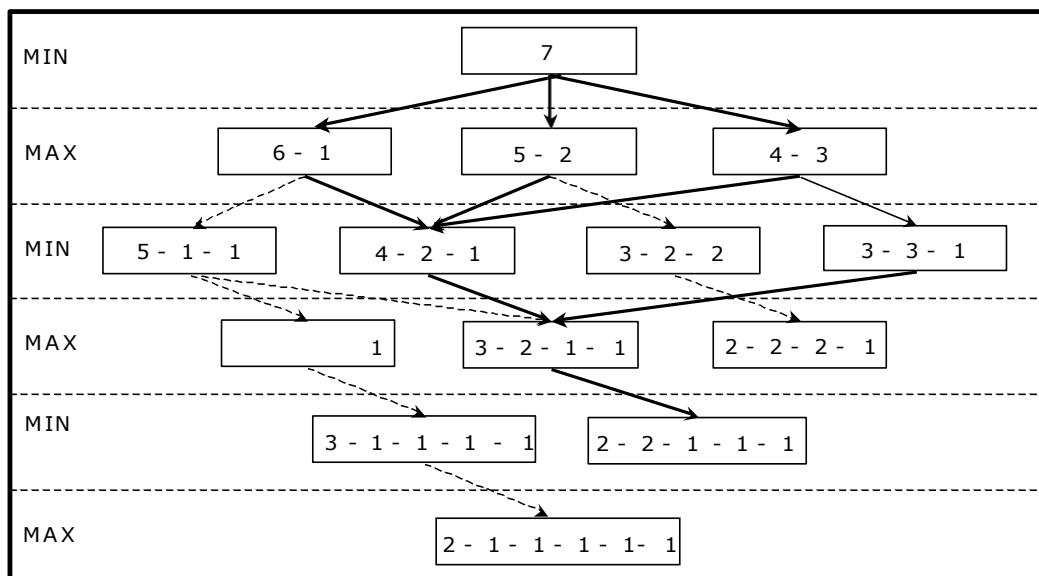 MIN
7
MAX
6 - 1
5 - 2
4 - 3
MIN
5 - 1 - 1
4 - 2 - 1
3 - 2 - 2
3 - 3 - 1
MAX
1
3 - 2 - 1 - 1
2 - 2 - 2 - 1
MIN
3 - 1 - 1 - 1 - 1
2 - 2 - 1 - 1 - 1
MAX
2 - 1 - 1 - 1 - 1 - 1